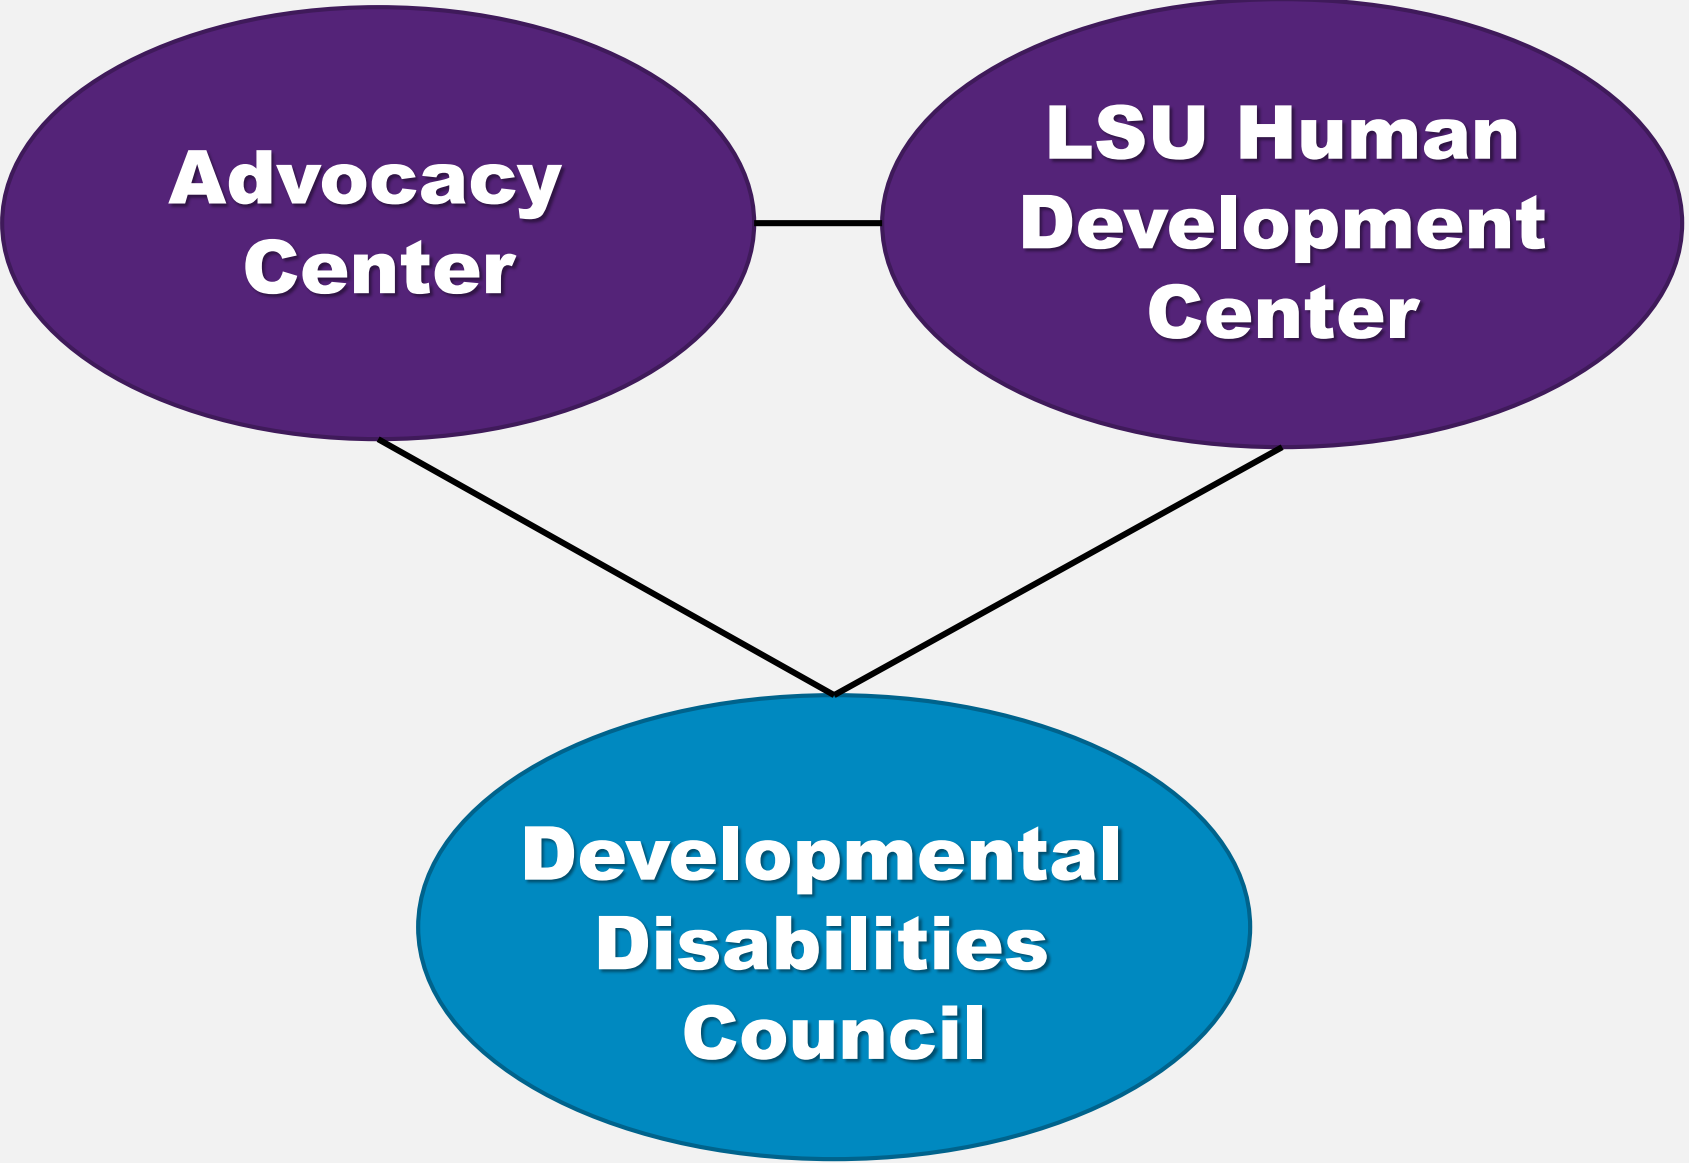 Advocacy
Center
LSU Human
Development
Center
Developmental
Disabilities
Council